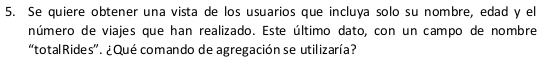 5. Se quiere obtener una vista de los usuarios que incluya solo su nombre, edad y el
número de viajes que han realizado. Este último dato, con un campo de nombre
“totalRides”. ¿Qué comando de agregación se utilizaría?